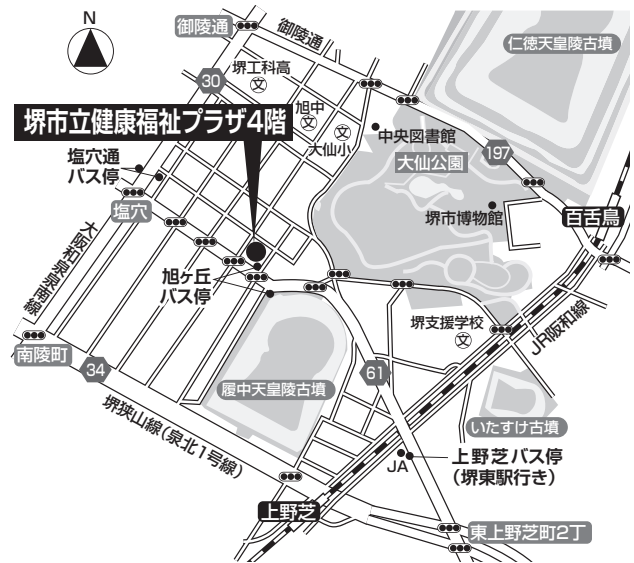 N
御陵通
御陵通
仁徳天皇陵古墳
30
堺工科高
文
旭中
文
文
大仙小
堺市立健康福祉プラザ4階
中央図書館
大仙公園
197
塩穴通
バス停
塩穴
堺市博物館
百舌鳥
大阪和泉泉南線
旭ヶ丘
バス停
堺支援学校
文
JR阪和線
南陵町
34
履中天皇陵古墳
61
いたすけ古墳
堺狭山線(泉北1号線)
JA
上野芝バス停
(堺東駅行き)
上野芝
東上野芝町2丁